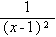 1
(x-1)²